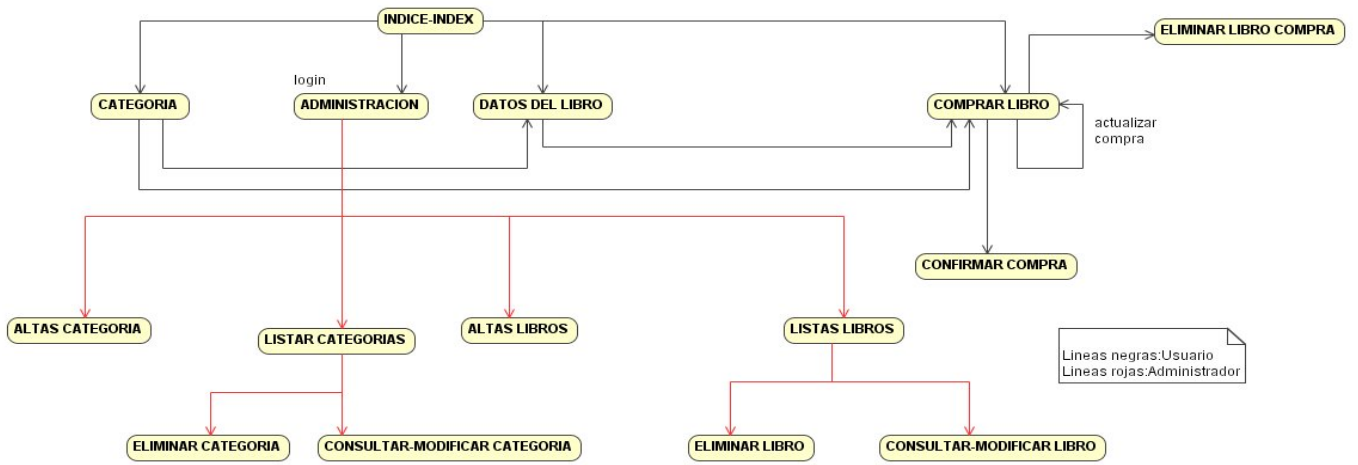 INDICE-INDEX
ELIMINAR LIBRO COMPRA
login
CATEGORIA
ADMINISTRACION
DATOS DEL LIBRO
COMPRAR LIBRO
actualizar
compra
CONFIRMAR COMPRA
ALTAS CATEGORIA
LISTAR CATEGORIAS
ALTAS LIBROS
LISTAS LIBROS
Lineas negras:Usuario
Lineas rojas:Administrador
ELIMINAR CATEGORIA
CONSULTAR-MODIFICAR CATEGORIA
ELIMINAR LIBRO
CONSULTAR-MODIFICAR LIBRO